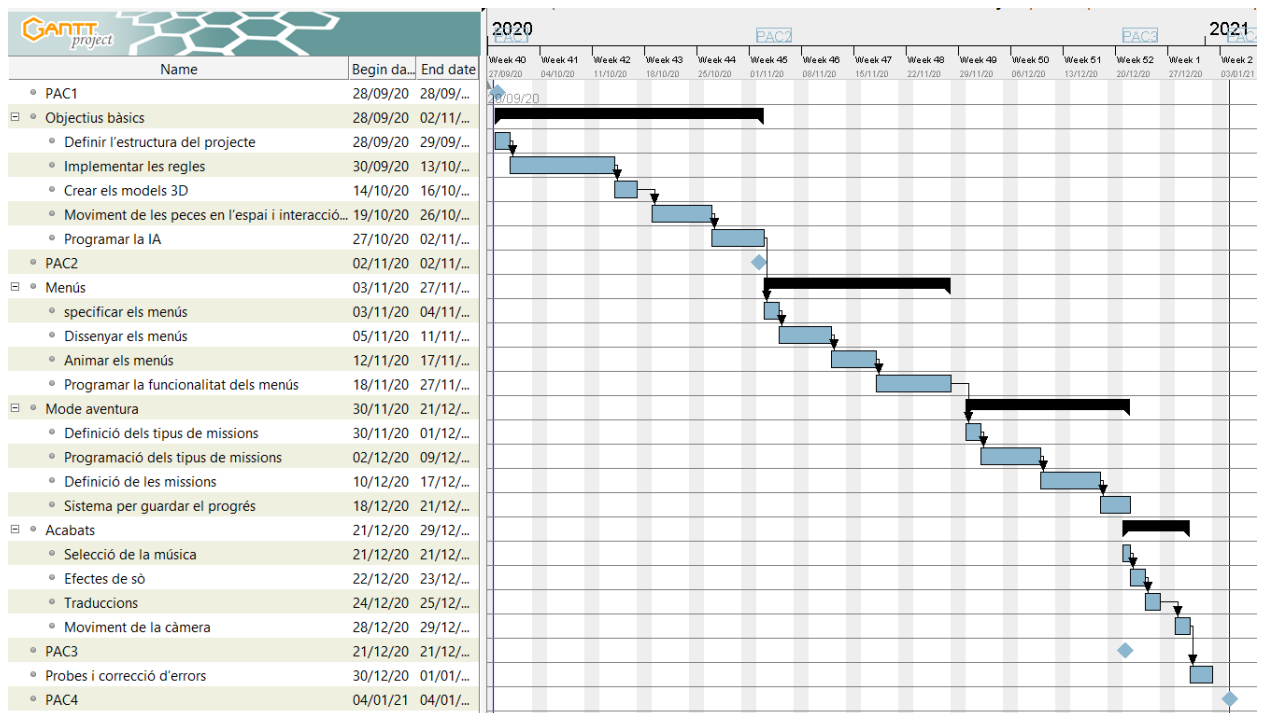 GANTT
project
2020
2021
PAC1
PAC2
PAC3
Name
Begin da...
End date
Week 40 Week 41 Week 42 Week 43 Week 44 Week 45 Week 46 Week 47 Week 48 Week 49 Week 50 Week 51 Week 52 Week 1 Week 2
27/09/20 04/10/20 11/10/20 18/10/20 25/10/20 01/11/20 08/11/20 15/11/20 22/11/20 29/11/20 06/12/20 13/12/20 20/12/20 27/12/20 03/01/21
PAC1 28/09/20 28/09/...
28/09/20
Objectius bàsics 28/09/20 02/11/...
Definir l'estructura del projecte 28/09/20 29/09/...
Implementar les regles 30/09/20 13/10/...
Crear els models 3D 14/10/20 16/10/...
Moviment de les peces en l'espai i interacció... 19/10/20 26/10/...
Programar la IA 27/10/20 02/11/...
PAC2 02/11/20 02/11/...
Menús 03/11/20 27/11/...
specificar els menús 03/11/20 04/11/...
Dissenyar els menús 05/11/20 11/11/...
Animar els menús 12/11/20 17/11/...
Programar la funcionalitat dels menús 18/11/20 27/11/...
Mode aventura 30/11/20 21/12/...
Definició dels tipus de missions 30/11/20 01/12/...
Programació dels tipus de missions 02/12/20 09/12/...
Definició de les missions 10/12/20 17/12/...
Sistema per guardar el progrés 18/12/20 21/12/...
Acabats 21/12/20 29/12/...
Selecció de la música 21/12/20 21/12/...
Efectes de sò 22/12/20 23/12/...
Traduccions 24/12/20 25/12/...
Moviment de la càmera 28/12/20 29/12/...
PAC3 21/12/20 21/12/...
Probes i correcció d'errors 30/12/20 01/01/...
PAC4 04/01/21 04/01/...